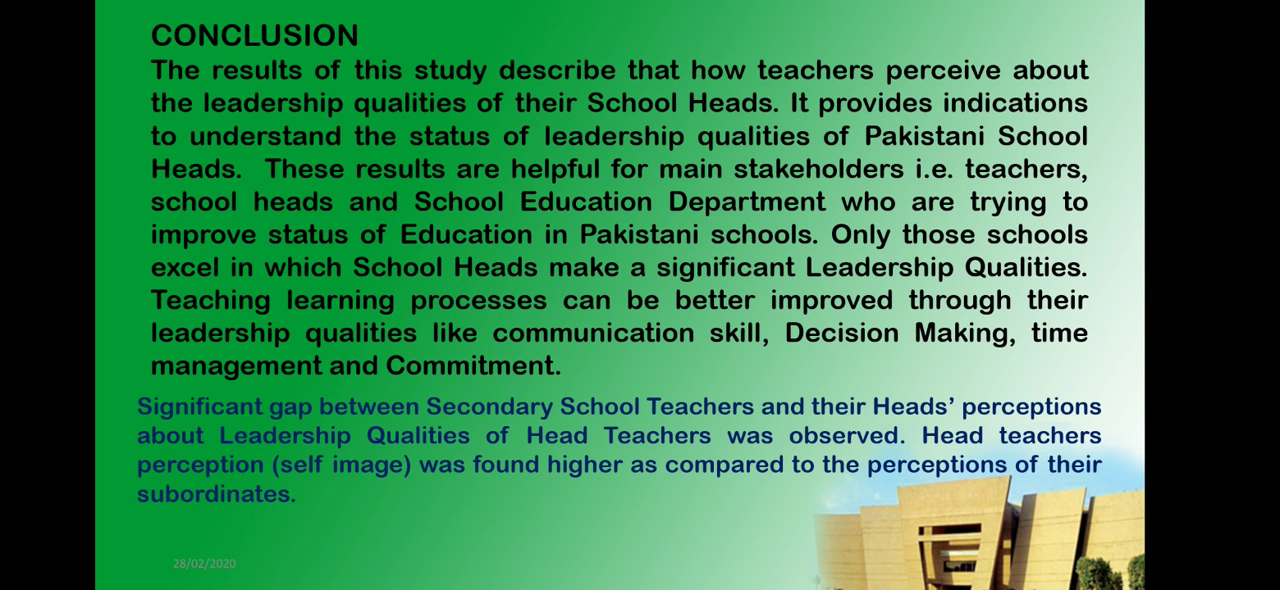 CONCLUSION
The results of this study describe that how teachers perceive about
the leadership qualities of their School Heads. It provides indications
to understand the status of leadership qualities of Pakistani School
Heads. These results are helpful for main stakeholders i.e. teachers,
school heads and School Education Department who are trying to
improve status of Education in Pakistani schools. Only those schools
excel in which School Heads make a significant Leadership Qualities.
Teaching learning processes can be better improved through their
leadership qualities like communication skill, Decision Making, time
management and Commitment.
Significant gap between Secondary School Teachers and their Heads’ perceptions
about Leadership Qualities of Head Teachers was observed. Head teachers
perception (self image) was found higher as compared to the perceptions of their
subordinates.
28/02/2020